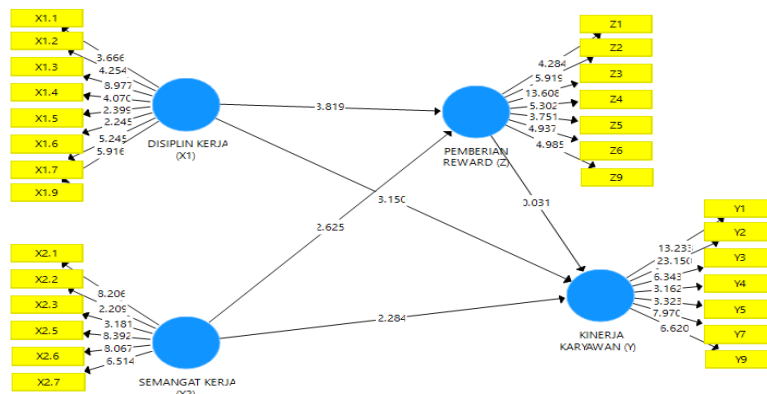 X1.1
X1.2
X1.3
X1.4
X1.5
X1.6
X1.7
X1.9
3.666
4.254
8.977
4.070
2.399
2.245
5.245
5.916
DISIPLIN KERJA
(X1)
3.819
3.150
2.625
2.284
0.031
PEMBERIAN
REWARD (Z)
4.284
5.919
13.608
5.302
3.751
4.937
4.985
Z1
Z2
Z3
Z4
Z5
Z6
Z9
X2.1
X2.2
X2.3
X2.5
X2.6
X2.7
8.206
2.209
3.181
8.392
8.067
6.514
SEMANGAT KERJA
(X2)
KINERJA
KARYAWAN (Y)
13.233
23.150
6.343
3.162
3.323
7.970
6.620
Y1
Y2
Y3
Y4
Y5
Y7
Y9